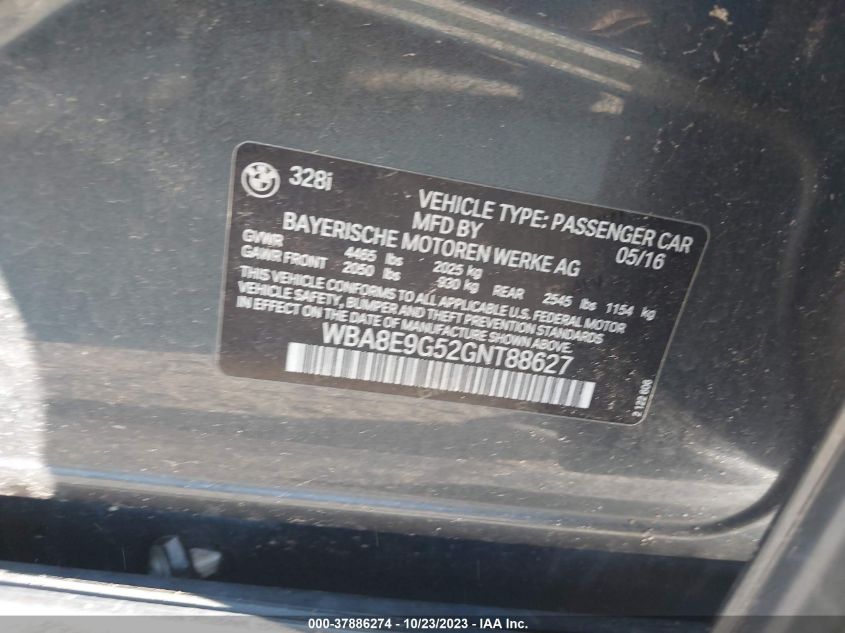 BMW
328i
VEHICLE TYPE: PASSENGER CAR
MFD BY 05/16
BAYERISCHE MOTOREN WERKE AG
GVWR 4465 lbs 2025 kg
GAWR FRONT 2050 lbs 930 kg REAR 2545 lbs 1154 kg
THIS VEHICLE CONFORMS TO ALL APPLICABLE U.S. FEDERAL MOTOR
VEHICLE SAFETY, BUMPER AND THEFT PREVENTION STANDARDS
IN EFFECT ON THE DATE OF MANUFACTURE SHOWN ABOVE.
WBA8E9G52GNT88627
000-37886274 - 10/23/2023 - IAA Inc.